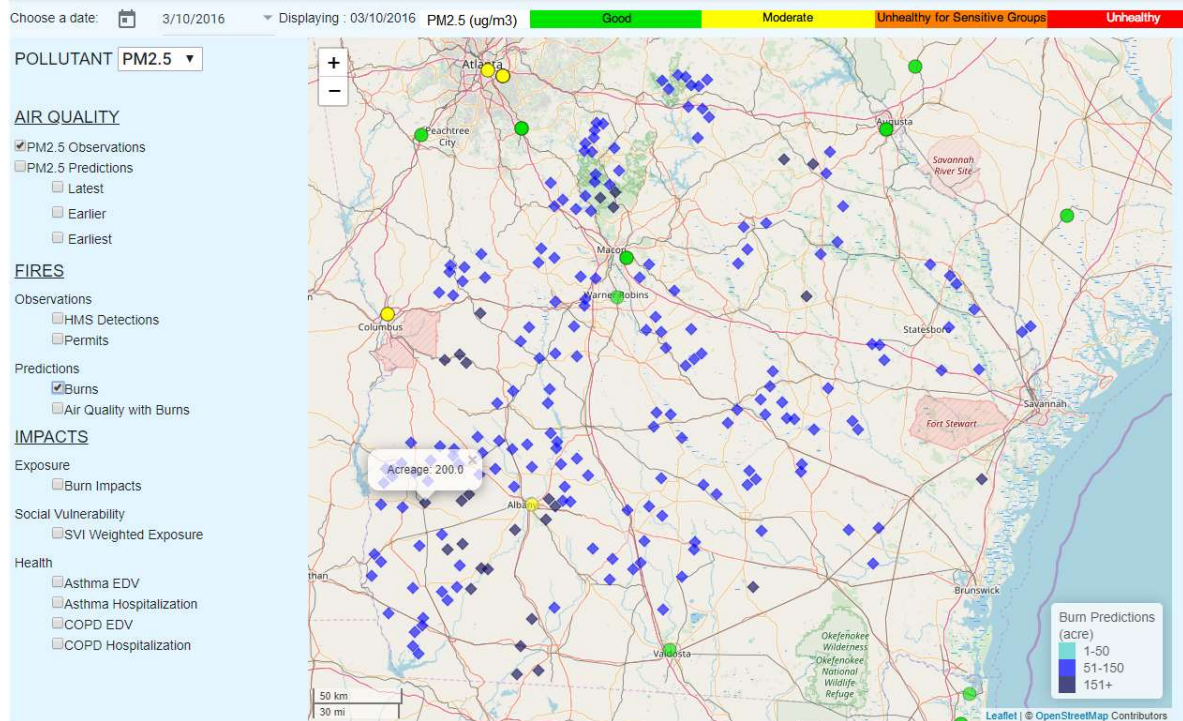 Choose a date: 3/10/2016 Displaying : 03/10/2016 PM2.5 (ug/m3) Good Moderate Unhealthy for Sensitive Groups Unhealthy
POLLUTANT PM2.5
AIR QUALITY
PM2.5 Observations
PM2.5 Predictions
Latest
Earlier
Earliest
FIRES
Observations
HMS Detections
Permits
Predictions
Burns
Air Quality with Burns
IMPACTS
Exposure
Burn Impacts
Social Vulnerability
SVI Weighted Exposure
Health
Asthma EDV
Asthma Hospitalization
COPD EDV
COPD Hospitalization
+
−
Atlanta
Peachtree
City
Augusta
Savannah
River Site
Macon
Warner Robins
Columbus
Statesboro
Savannah
Fort Stewart
Acreage: 200.0 ×
Albany
than
Brunswick
Valdosta
Okefenokee
Wilderness
Okefenokee
National
Wildlife
Refuge
Burn Predictions
(acre)
1-50
51-150
151+
50 km
30 mi
Leaflet | © OpenStreetMap Contributors